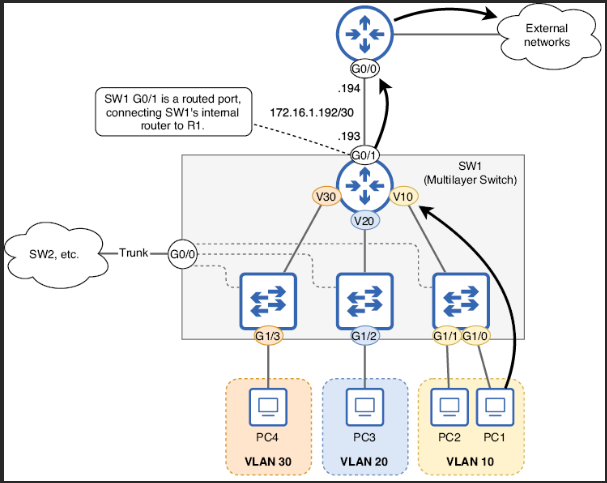 External
networks
G0/0
.194
SW1 G0/1 is a routed port,
connecting SW1's internal
router to R1.
172.16.1.192/30
.193
G0/1
SW1
(Multilayer Switch)
V30
V10
V20
SW2, etc.
Trunk
G0/0
G1/3
G1/2
G1/1
G1/0
PC4
PC3
PC2
PC1
VLAN 30
VLAN 20
VLAN 10